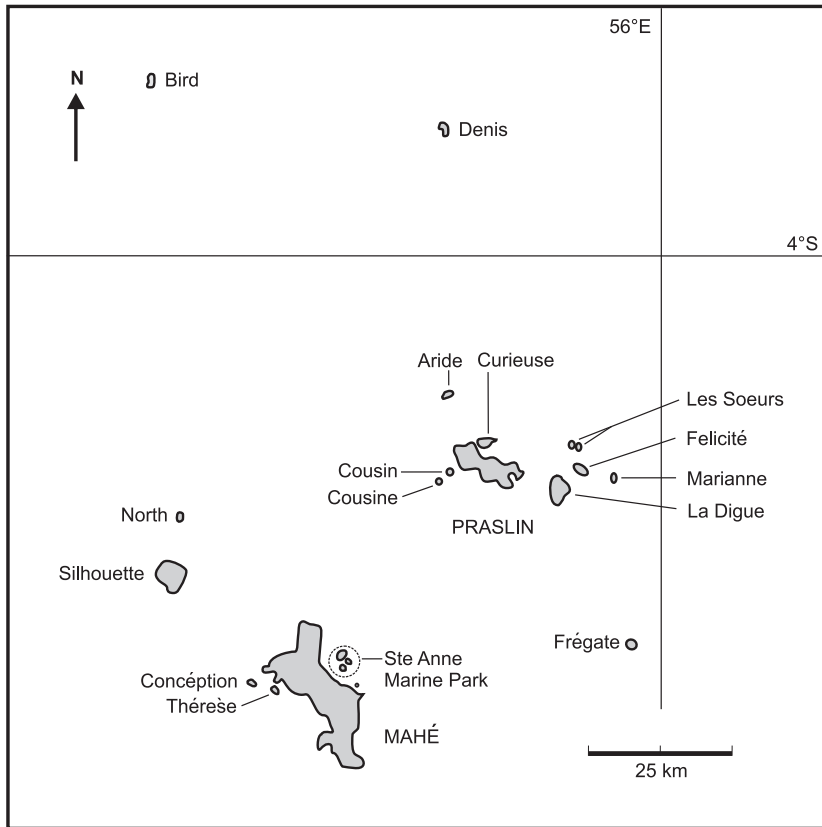 56°E
N
Bird
Denis
4°S
Aride
Curieuse
Les Soeurs
Felicité
Cousin
Marianne
Cousine
La Digue
North
PRASLIN
Silhouette
Frégate
Ste Anne
Marine Park
Concéption
Thérèse
MAHÉ
25 km